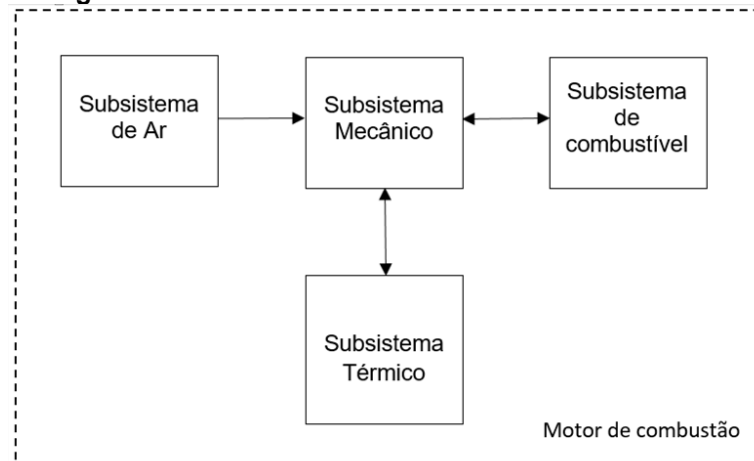 Subsistema
de Ar
Subsistema
Mecânico
Subsistema
de
combustível
Subsistema
Térmico
Motor de combustão